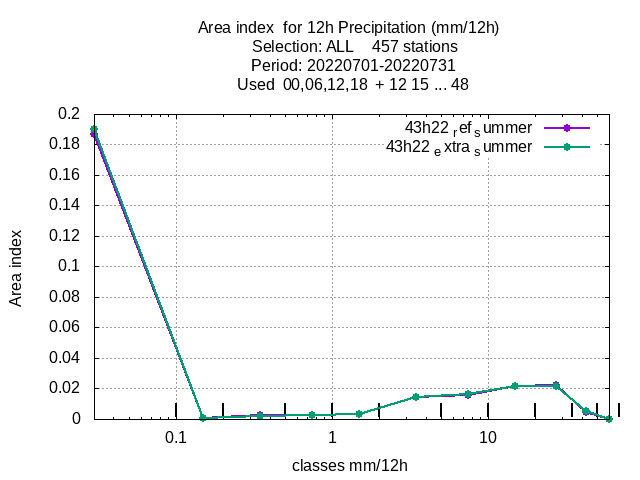 Area index for 12h Precipitation (mm/12h)
Selection: ALL 457 stations
Period: 20220701-20220731
Used 00,06,12,18 + 12 15 ... 48
0.2
43h22refsummer
0.18
43h22extrasummer
0.16
0.14
0.12
0.1
0.08
0.06
0.04
0.02
0
Area index
0.1 1 10
classes mm/12h